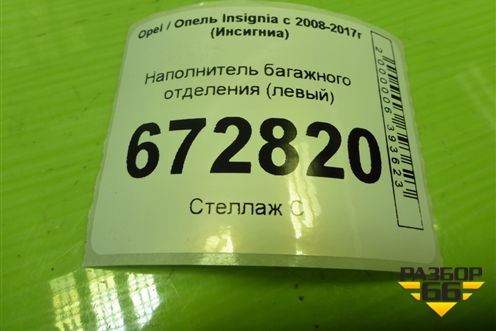 Opel / Опель Insignia с 2008-2017г
(Инсигниа)
Наполнитель багажного
отделения (левый)
672820
Стеллаж С
2000006393623
РАЗБОР
66